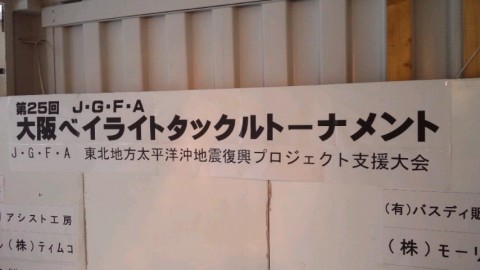 第25回 J・G・F・A
大阪ベイライトタックルトーナメント
J・G・F・A 東北地方太平洋沖地震復興プロジェクト支援大会
アシスト工房
(株)ティムコ
(有)バスディ販
(株)モーリ